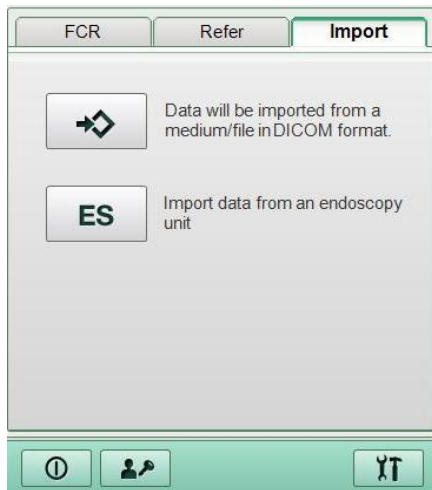 FCR Refer Import
Data will be imported from a
medium/file in DICOM format.
ES
Import data from an endoscopy
unit